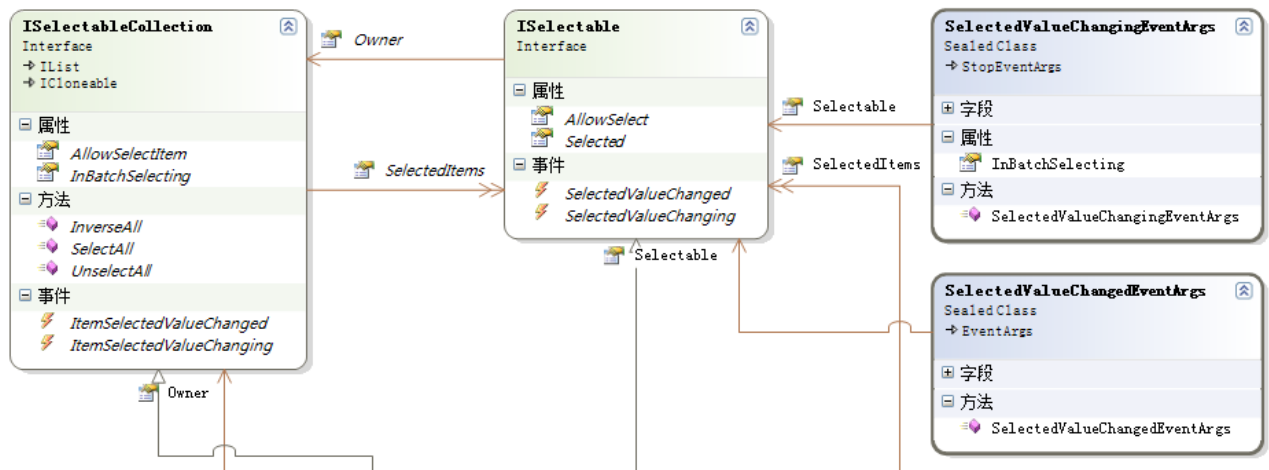 ISelectableCollection
Interface
IList
ICloneable
属性
AllowSelectItem
InBatchSelecting
方法
InverseAll
SelectAll
UnselectAll
事件
ItemSelectedValueChanged
ItemSelectedValueChanging
Owner
SelectedItems
Owner
ISelectable
Interface
属性
AllowSelect
Selected
事件
SelectedValueChanged
SelectedValueChanging
Selectable
Selectable
SelectedItems
SelectedValueChangingEventArgs
Sealed Class
StopEventArgs
字段
属性
InBatchSelecting
方法
SelectedValueChangingEventArgs
SelectedValueChangedEventArgs
Sealed Class
EventArgs
字段
方法
SelectedValueChangedEventArgs